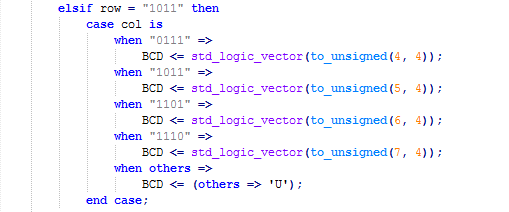 elsif row = "1011" then
case col is
when "0111" =>
BCD <= std_logic_vector(to_unsigned(4, 4));
when "1011" =>
BCD <= std_logic_vector(to_unsigned(5, 4));
when "1101" =>
BCD <= std_logic_vector(to_unsigned(6, 4));
when "1110" =>
BCD <= std_logic_vector(to_unsigned(7, 4));
when others =>
BCD <= (others => 'U');
end case;